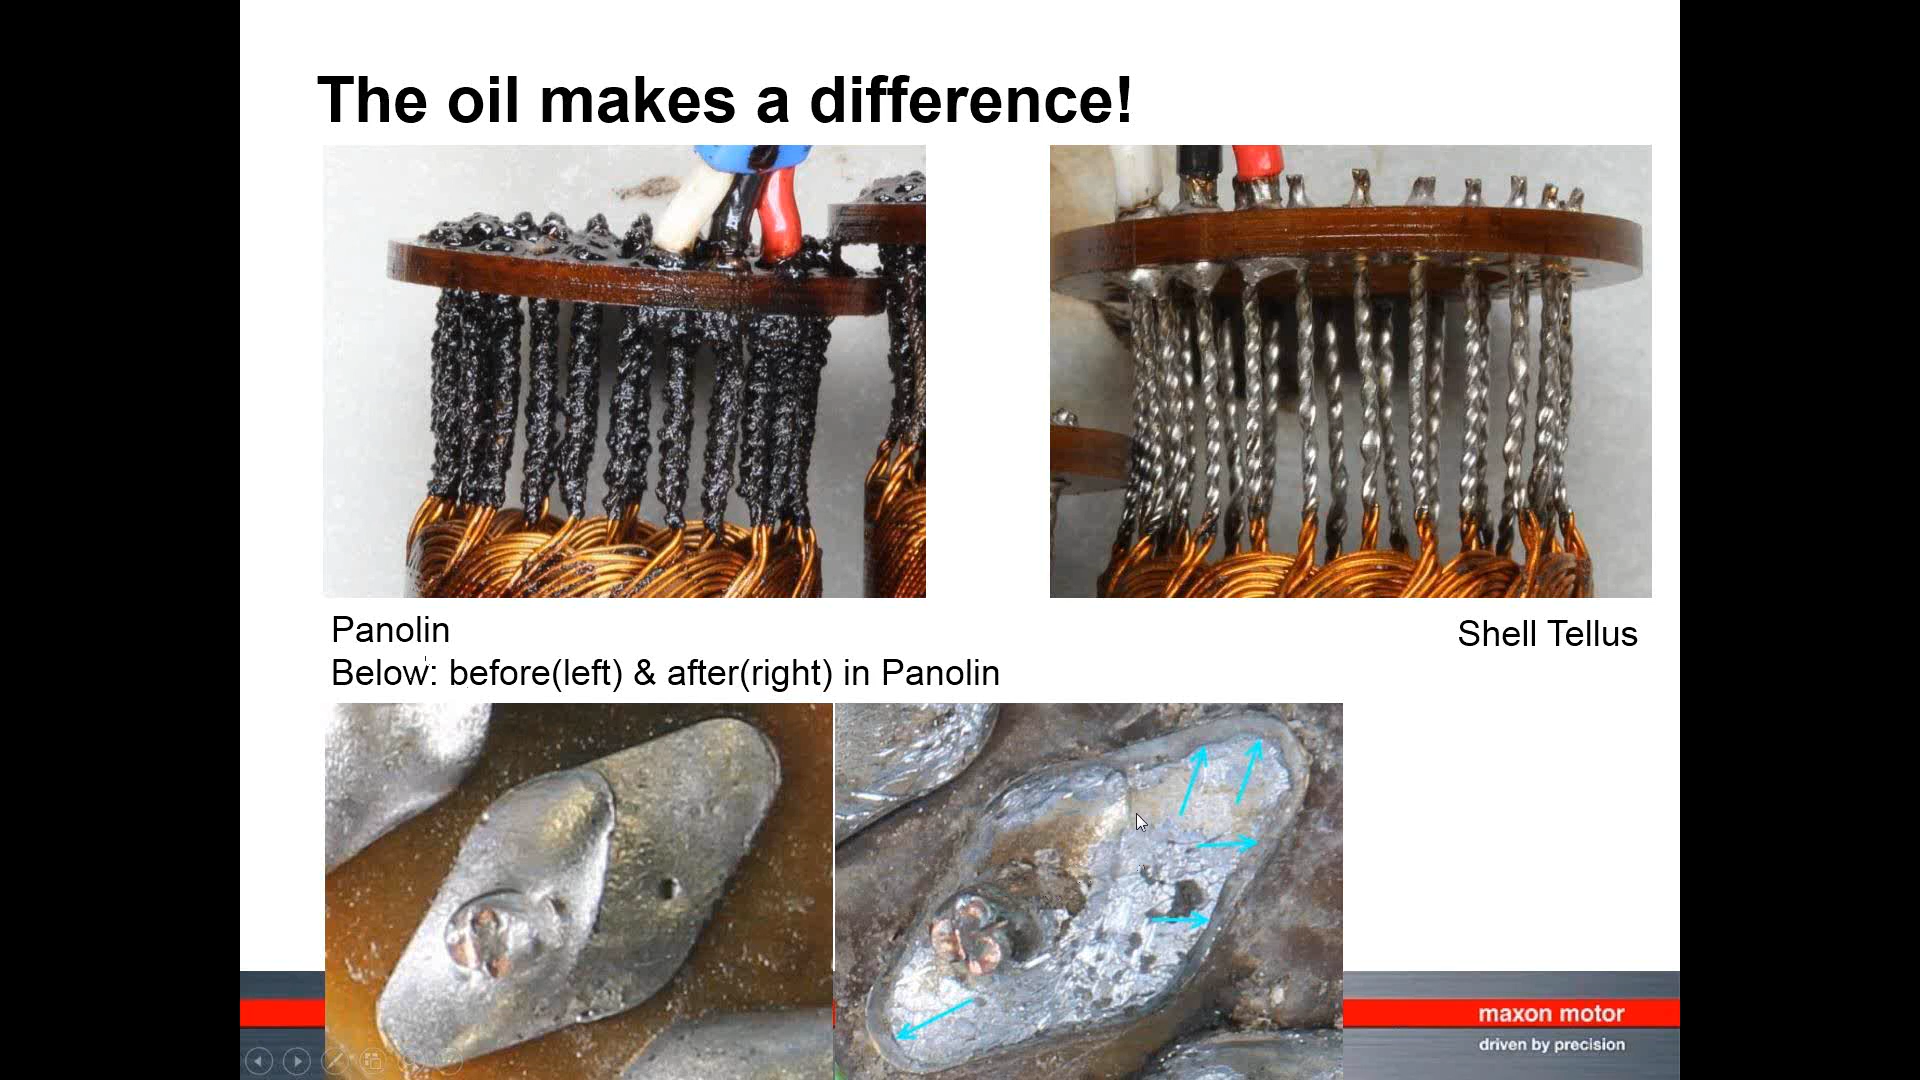 The oil makes a difference!
Panolin
Shell Tellus
Below: before(left) & after(right) in Panolin
maxon motor
driven by precision